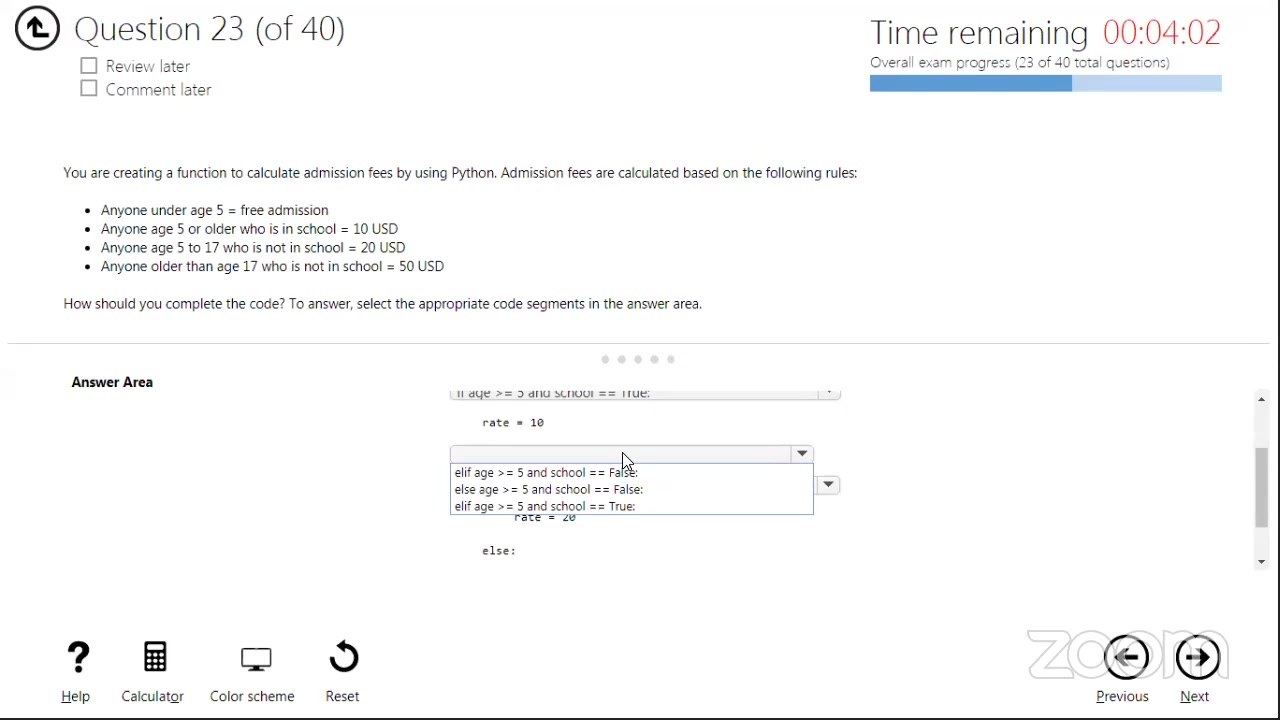 Question 23 (of 40)
Time remaining 00:04:02
Review later
Comment later
Overall exam progress (23 of 40 total questions)
You are creating a function to calculate admission fees by using Python. Admission fees are calculated based on the following rules:
• Anyone under age 5 = free admission
• Anyone age 5 or older who is in school = 10 USD
• Anyone age 5 to 17 who is not in school = 20 USD
• Anyone older than age 17 who is not in school = 50 USD
How should you complete the code? To answer, select the appropriate code segments in the answer area.
Answer Area
if age >= 5 and school == True:
rate = 10
elif age >= 5 and school == False:
else age >= 5 and school == False:
elif age >= 5 and school == True:
rate = 20
else:
zoom
Help
Calculator
Color scheme
Reset
Previous
Next